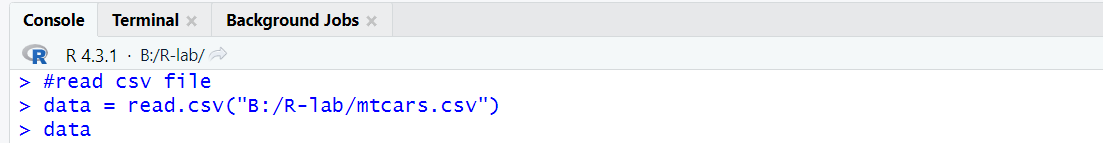 Console Terminal Background Jobs
R R 4.3.1 · B:/R-lab/
> #read csv file
> data = read.csv("B:/R-lab/mtcars.csv")
> data